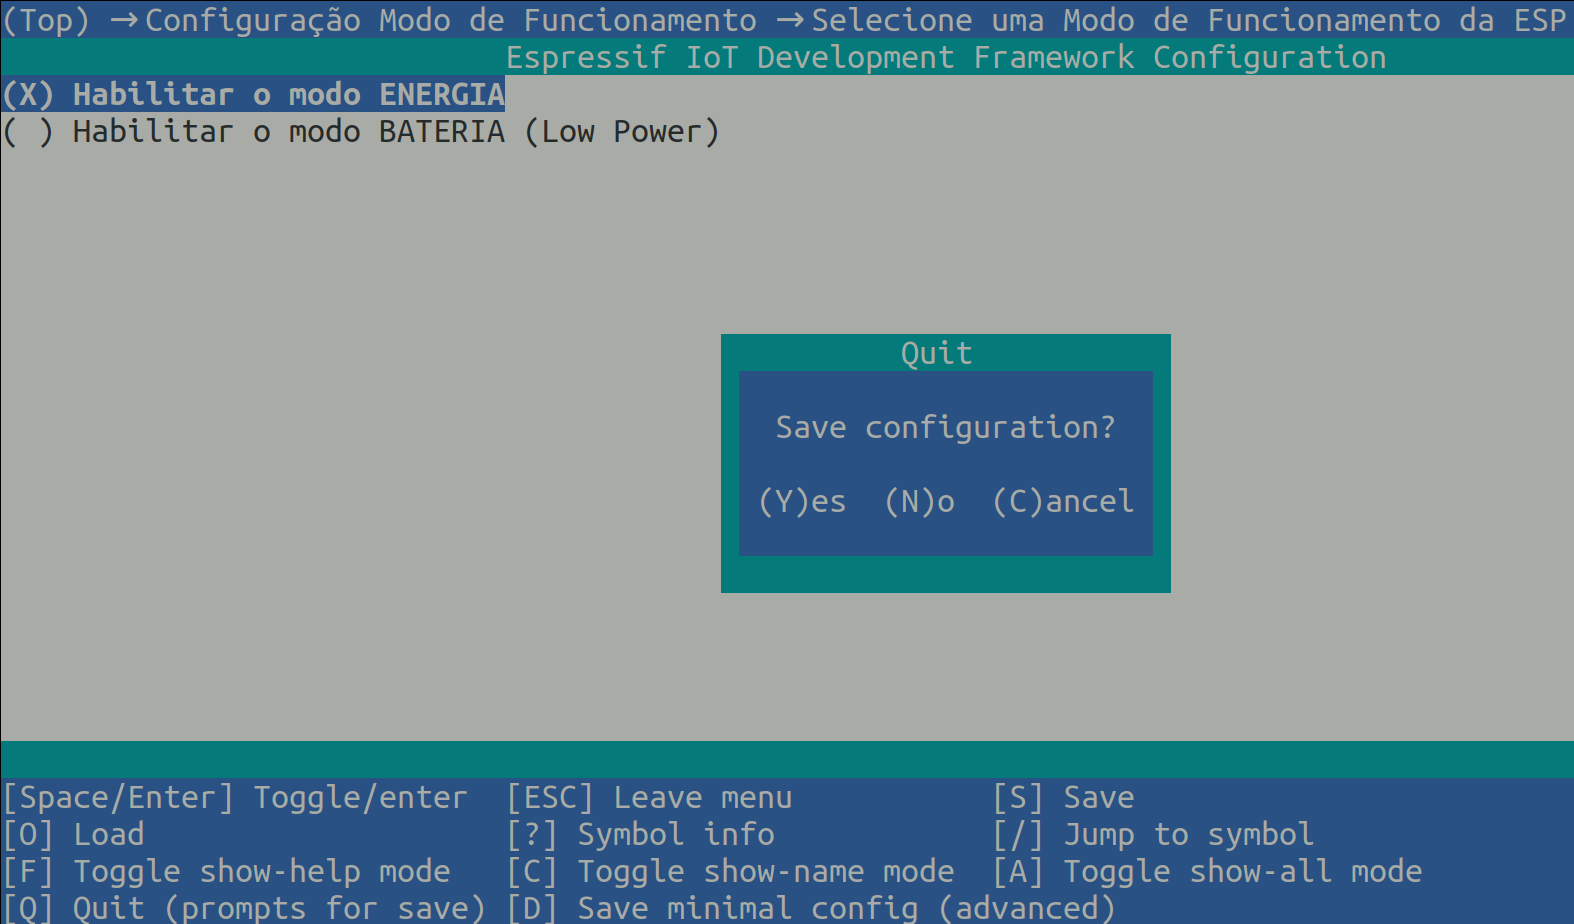 (Top) →Configuração Modo de Funcionamento →Selecione uma Modo de Funcionamento da ESP
Espressif IoT Development Framework Configuration
(X) Habilitar o modo ENERGIA
( ) Habilitar o modo BATERIA (Low Power)
Quit
Save configuration?
(Y)es (N)o (C)ancel
[Space/Enter] Toggle/enter [ESC] Leave menu [S] Save
[O] Load [?] Symbol info [/] Jump to symbol
[F] Toggle show-help mode [C] Toggle show-name mode [A] Toggle show-all mode
[Q] Quit (prompts for save) [D] Save minimal config (advanced)